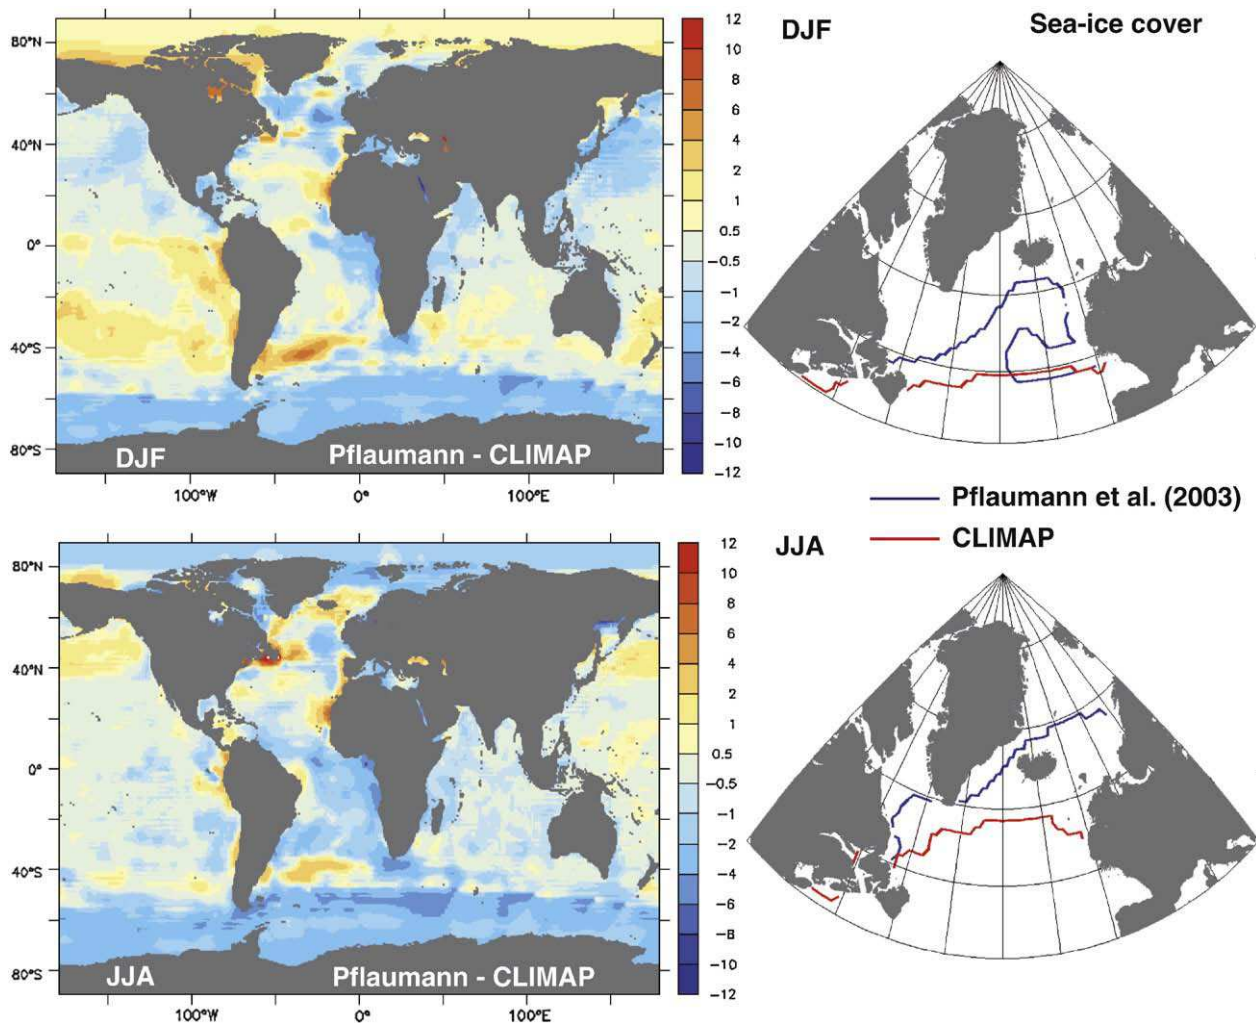 80°N
40°N
0°
40°S
80°S
DJF
Pflaumann - CLIMAP
100°W
0°
100°E
12
10
8
6
4
2
1
0.5
−0.5
−1
−2
−4
−6
−8
−10
−12
DJF
Sea-ice cover
Pflaumann et al. (2003)
CLIMAP
80°N
40°N
0°
40°S
80°S
JJA
Pflaumann - CLIMAP
100°W
0°
100°E
12
10
8
6
4
2
1
0.5
−0.5
−1
−2
−4
−6
−8
−10
−12
JJA